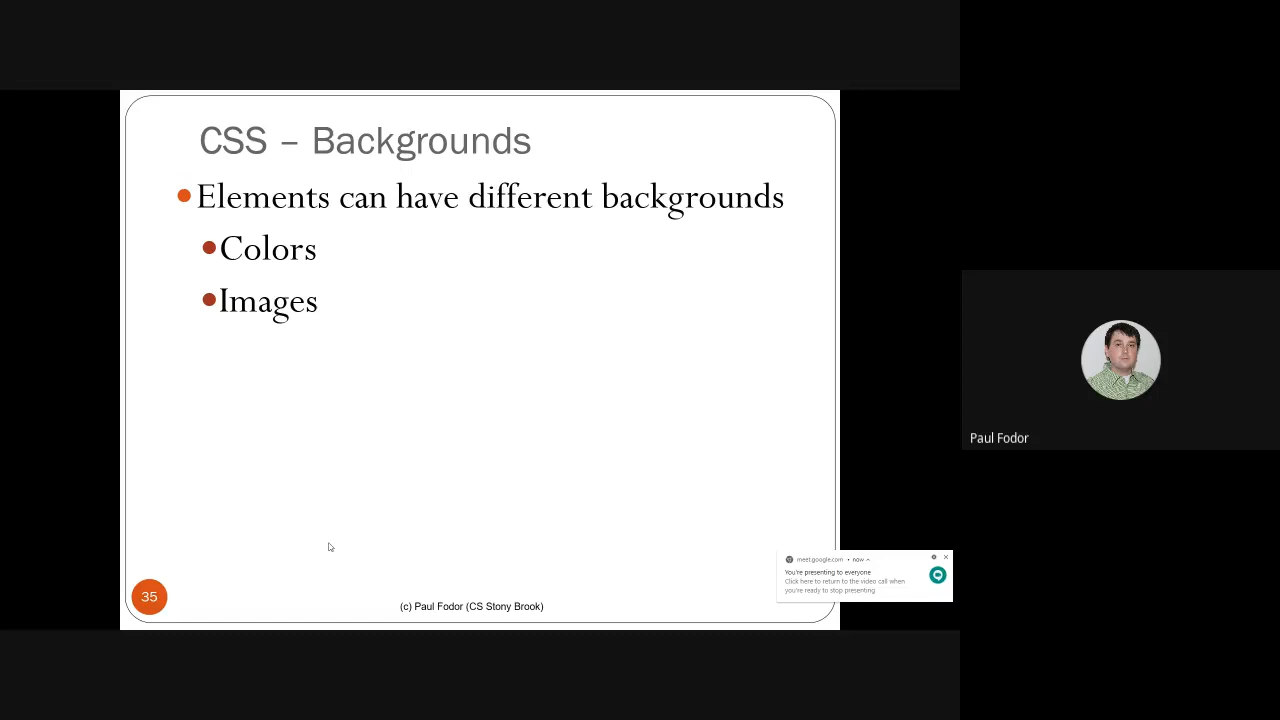 CSS – Backgrounds
Elements can have different backgrounds
Colors
Images
Paul Fodor
meet.google.com • now
You're presenting to everyone
Click here to return to the video call when
you're ready to stop presenting
35
(c) Paul Fodor (CS Stony Brook)